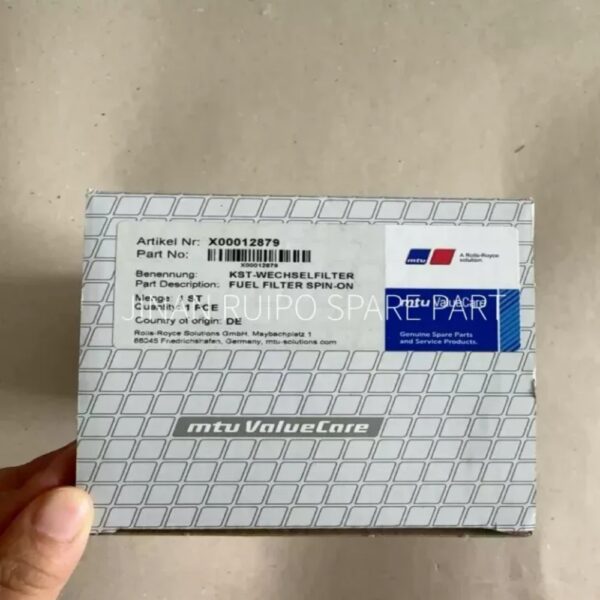 Artikel Nr: X00012879
Part No:
X00012879
Benennung: KST-WECHSELFILTER
Part Description: FUEL FILTER SPIN-ON
Menge: 1 ST
Quantity: 1 PCE
Country of origin: DE
Rolls-Royce Solutions GmbH, Maybachplatz 1
88045 Friedrichshafen, Germany, mtu-solutions.com
mtu
A Rolls-Royce
solution
mtu ValueCare
Genuine Spare Parts
and Service Products.
JINAN RUIPO SPARE PART
mtu ValueCare